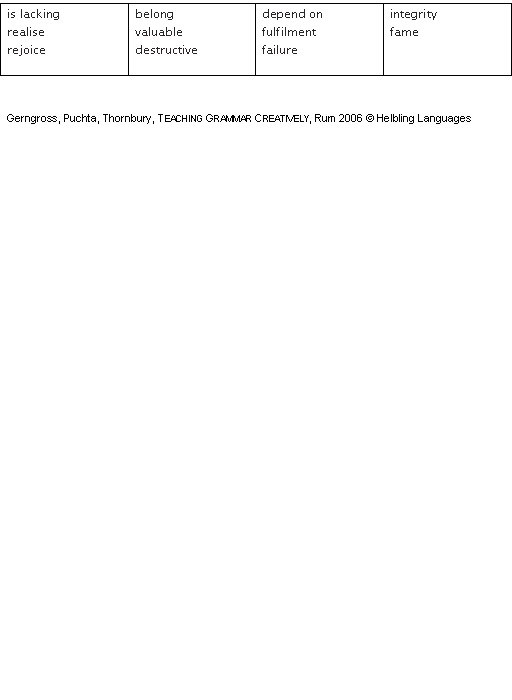 is lacking belong depend on integrity
realise valuable fulfilment fame
rejoice destructive failure
Gerngross, Puchta, Thornbury, TEACHING GRAMMAR CREATIVELY, Rum 2006 © Helbling Languages